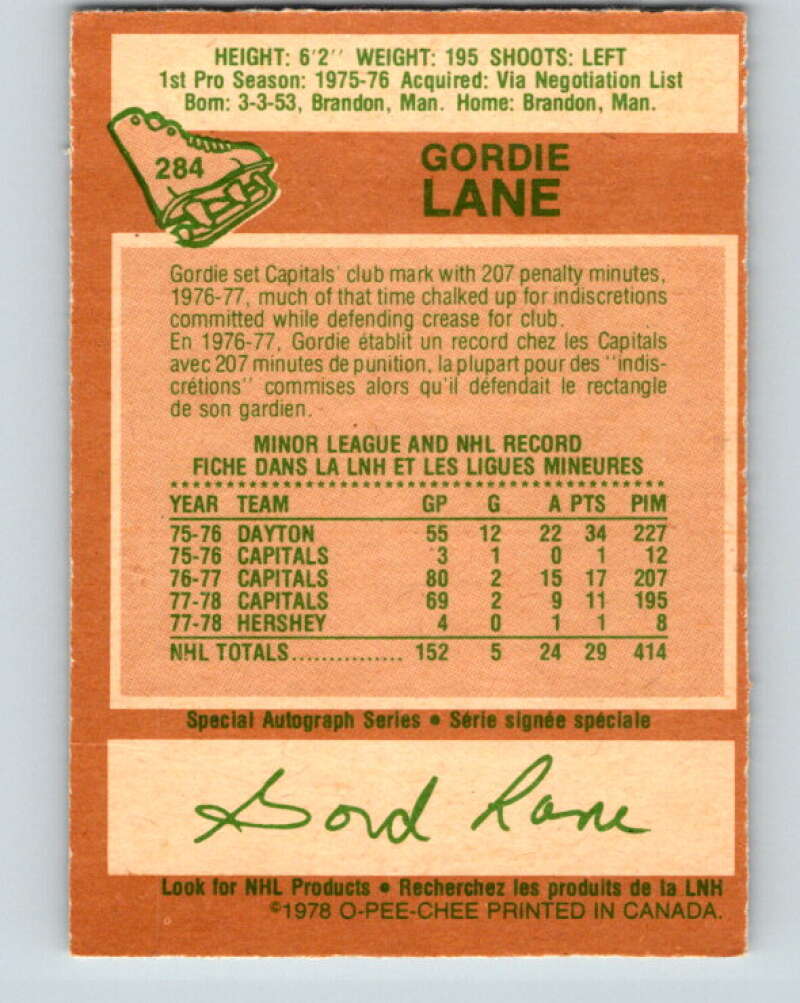 HEIGHT: 6'2" WEIGHT: 195 SHOOTS: LEFT
1st Pro Season: 1975-76 Acquired: Via Negotiation List
Born: 3-3-53, Brandon, Man. Home: Brandon, Man.
284
GORDIE
LANE
Gordie set Capitals' club mark with 207 penalty minutes,
1976-77, much of that time chalked up for indiscretions
committed while defending crease for club.
En 1976-77, Gordie établit un record chez les Capitals
avec 207 minutes de punition, la plupart pour des "indis-
crétions" commises alors qu'il défendait le rectangle
de son gardien.
MINOR LEAGUE AND NHL RECORD
FICHE DANS LA LNH ET LES LIGUES MINEURES
YEAR TEAM GP G A PTS PIM
75-76 DAYTON 55 12 22 34 227
75-76 CAPITALS 3 1 0 1 12
76-77 CAPITALS 80 2 15 17 207
77-78 CAPITALS 69 2 9 11 195
77-78 HERSHEY 4 0 1 1 8
NHL TOTALS............... 152 5 24 29 414
Special Autograph Series • Série signée spéciale
Gord Lane
Look for NHL Products • Recherchez les produits de la LNH
©1978 O-PEE-CHEE PRINTED IN CANADA.